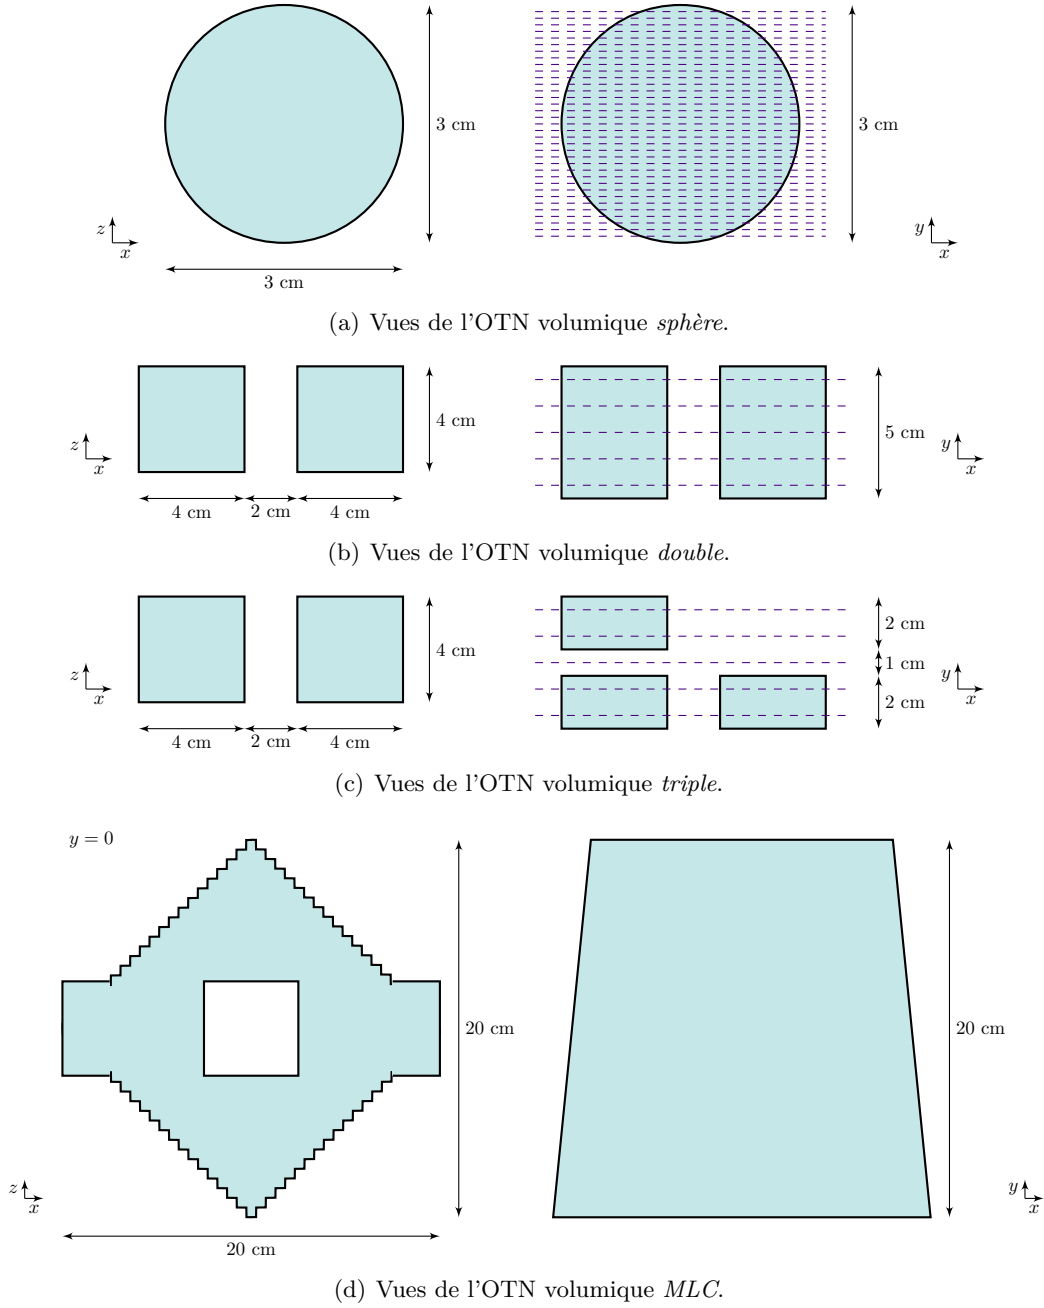 3 cm
3 cm
z
x
y
x
3 cm
(a) Vues de l'OTN volumique sphère.
4 cm
5 cm
z
x
y
x
4 cm 2 cm 4 cm
(b) Vues de l'OTN volumique double.
4 cm
2 cm
1 cm
2 cm
z
x
y
x
4 cm 2 cm 4 cm
(c) Vues de l'OTN volumique triple.
y = 0
20 cm
20 cm
z
x
y
x
20 cm
(d) Vues de l'OTN volumique MLC.